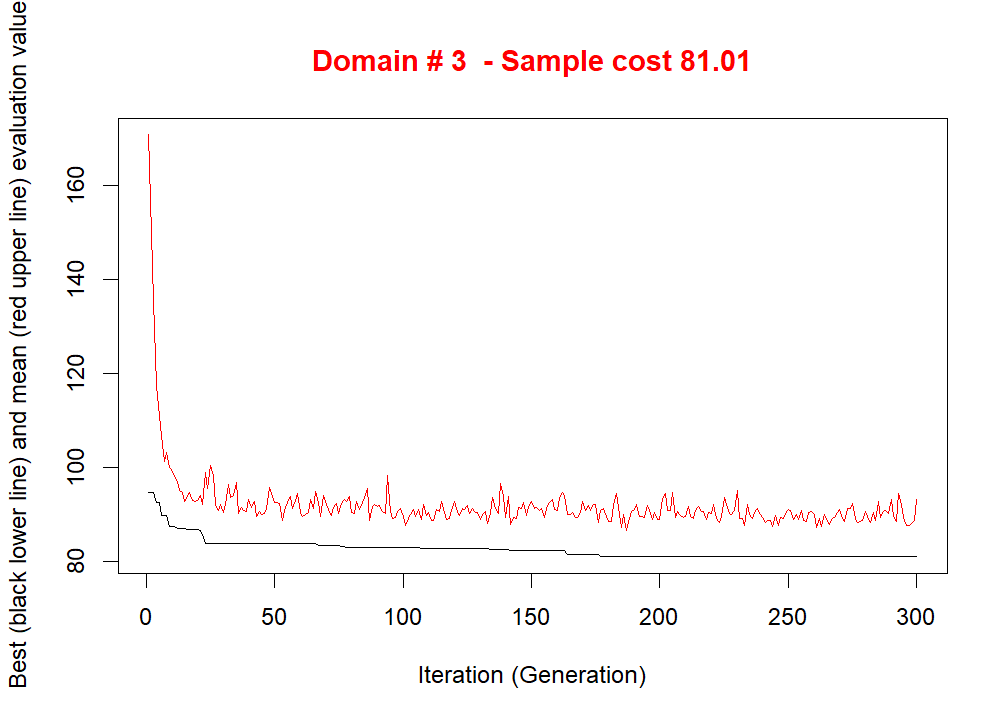 Domain # 3  - Sample cost 81.01
Best (black lower line) and mean (red upper line) evaluation value
160
140
120
100
80
0 50 100 150 200 250 300
Iteration (Generation)